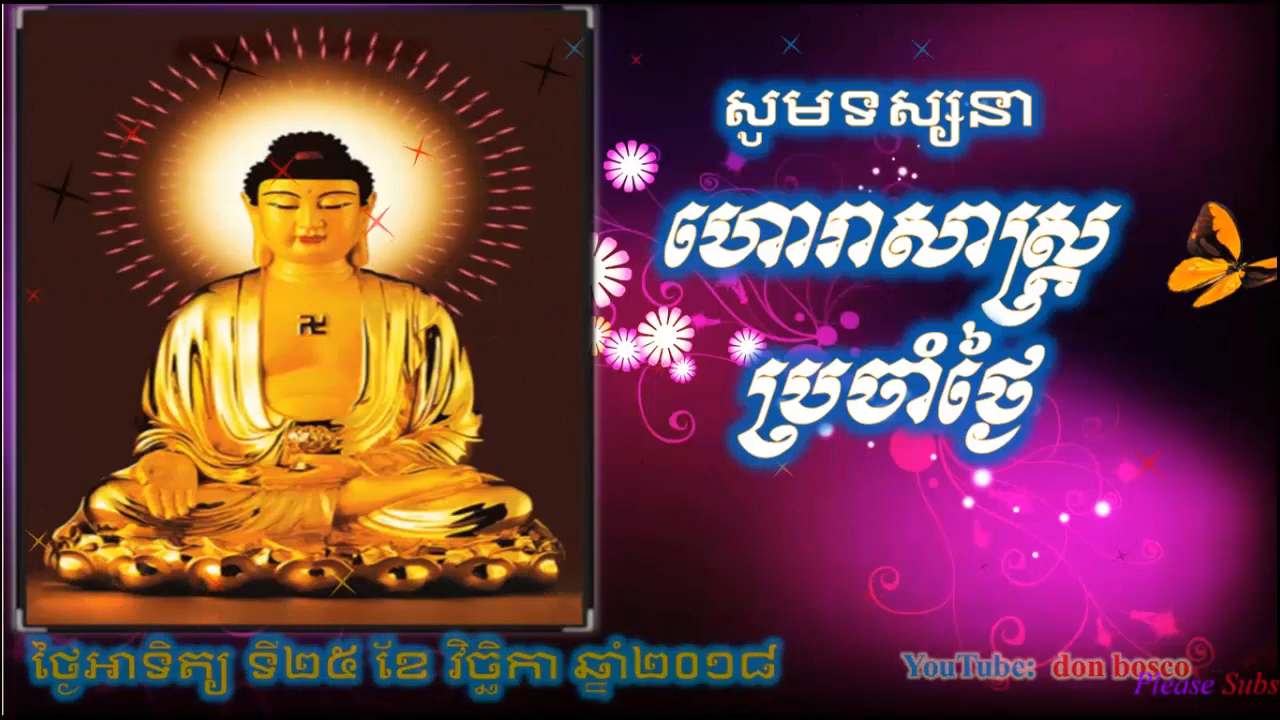 សូមទស្សនា
ហោរាសាស្ត្រ
ប្រចាំថ្ងៃ
ថ្ងៃអាទិត្យ ទី២៥ ខែ វិច្ឆិកា ឆ្នាំ២០១៨
YouTube: don bosco
Please Subs